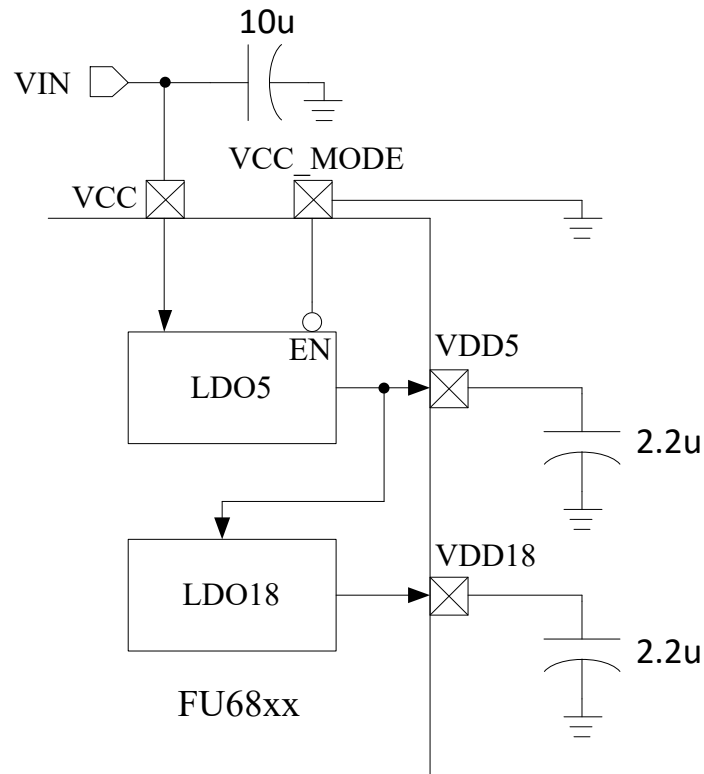 10u
VIN
VCC_MODE
VCC
EN
VDD5
LDO5
2.2u
VDD18
LDO18
2.2u
FU68xx